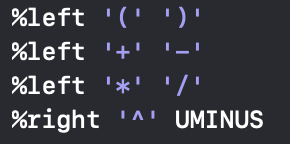 %left '(' ')'
%left '+' '-'
%left '*' '/'
%right '^' UMINUS